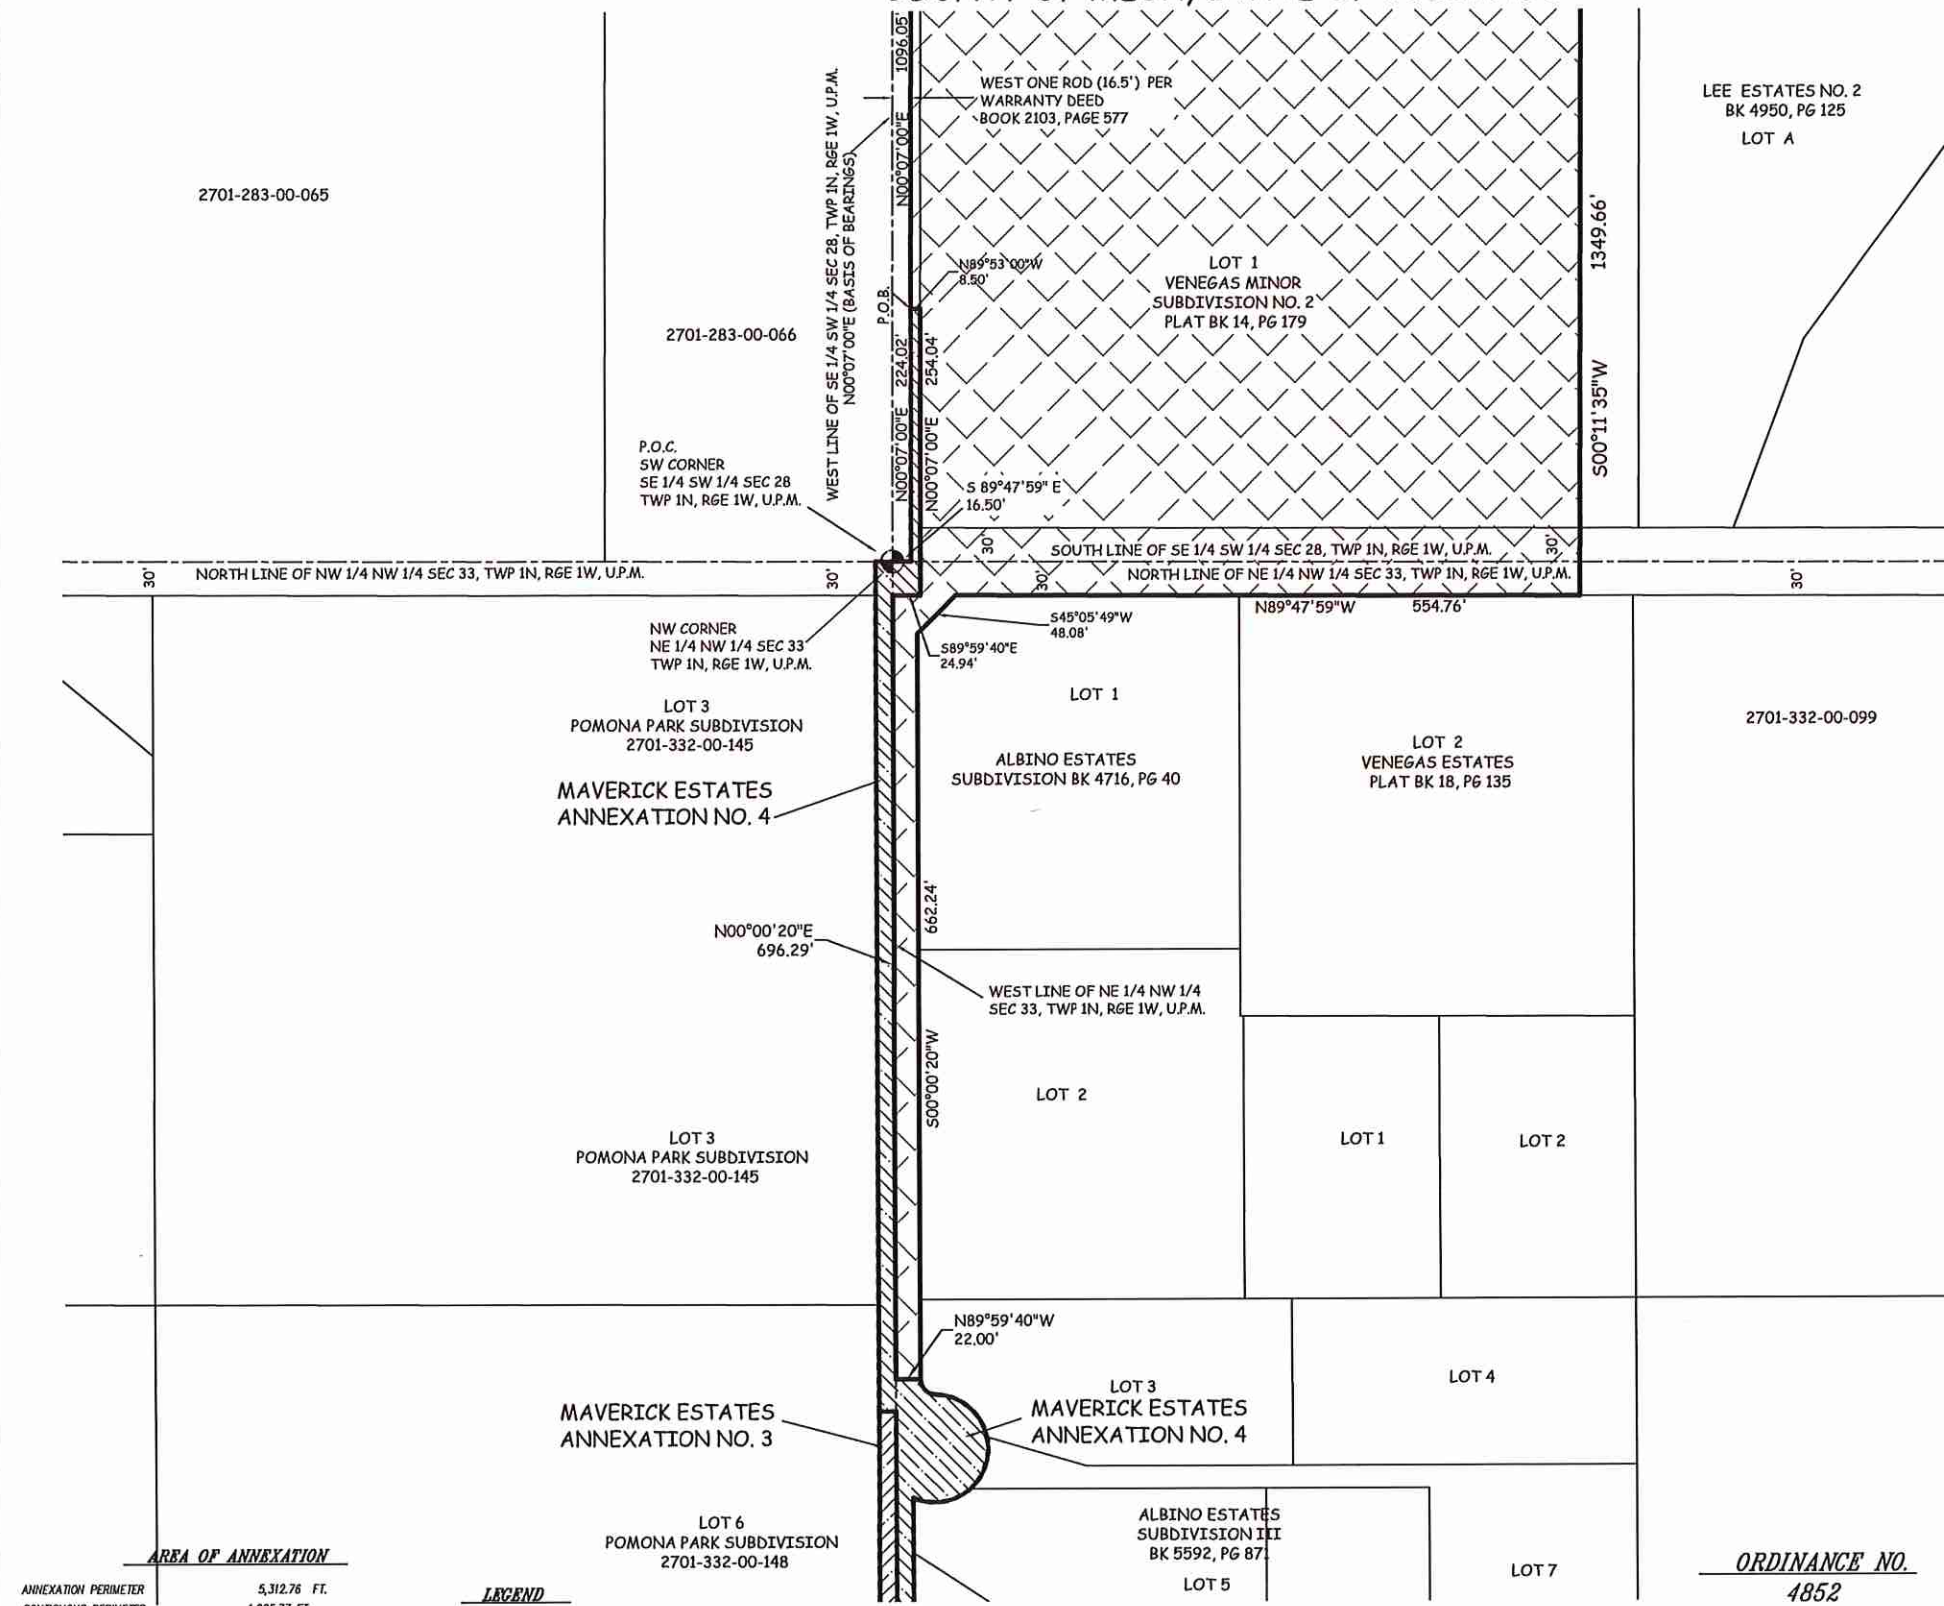 1096.05'
N00°07'00"E
WEST ONE ROD (16.5') PER
WARRANTY DEED
BOOK 2103, PAGE 577
LEE ESTATES NO. 2
BK 4950, PG 125
LOT A
2701-283-00-065
WEST LINE OF SE 1/4 SW 1/4 SEC 28, TWP 1N, RGE 1W, U.P.M.
N00°07'00"E (BASIS OF BEARINGS)
1349.66'
S00°11'35"W
N89°53'00"W
8.50'
LOT 1
VENEGAS MINOR
SUBDIVISION NO. 2
PLAT BK 14, PG 179
P.O.B.
2701-283-00-066
224.02'
N00°07'00"E
254.04'
N00°07'00"E
P.O.C.
SW CORNER
SE 1/4 SW 1/4 SEC 28
TWP 1N, RGE 1W, U.P.M.
S 89°47'59" E
16.50'
30'
SOUTH LINE OF SE 1/4 SW 1/4 SEC 28, TWP 1N, RGE 1W, U.P.M.
30'
30'
NORTH LINE OF NW 1/4 NW 1/4 SEC 33, TWP 1N, RGE 1W, U.P.M.
30'
30'
NORTH LINE OF NE 1/4 NW 1/4 SEC 33, TWP 1N, RGE 1W, U.P.M.
30'
N89°47'59"W
554.76'
S45°05'49"W
48.08'
NW CORNER
NE 1/4 NW 1/4 SEC 33
TWP 1N, RGE 1W, U.P.M.
S89°59'40"E
24.94'
LOT 1
LOT 3
POMONA PARK SUBDIVISION
2701-332-00-145
2701-332-00-099
ALBINO ESTATES
SUBDIVISION BK 4716, PG 40
LOT 2
VENEGAS ESTATES
PLAT BK 18, PG 135
MAVERICK ESTATES
ANNEXATION NO. 4
662.24'
S00°00'20"W
N00°00'20"E
696.29'
WEST LINE OF NE 1/4 NW 1/4
SEC 33, TWP 1N, RGE 1W, U.P.M.
LOT 2
LOT 3
POMONA PARK SUBDIVISION
2701-332-00-145
LOT 1
LOT 2
N89°59'40"W
22.00'
LOT 4
LOT 3
MAVERICK ESTATES
ANNEXATION NO. 4
MAVERICK ESTATES
ANNEXATION NO. 3
LOT 6
POMONA PARK SUBDIVISION
2701-332-00-148
ALBINO ESTATES
SUBDIVISION III
BK 5592, PG 87
LOT 5
LOT 7
AREA OF ANNEXATION
ANNEXATION PERIMETER 5,312.76 FT.
LEGEND
ORDINANCE NO.
4852